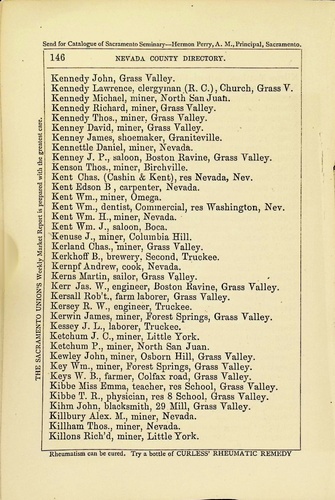 Send for Catalogue of Sacramento Seminary—Hermon Perry, A. M., Principal, Sacramento.
146 NEVADA COUNTY DIRECTORY.
Kennedy John, Grass Valley.
Kennedy Lawrence, clergyman (R. C.), Church, Grass V.
Kennedy Michael, miner, North San Juan.
Kennedy Richard, miner, Grass Valley.
Kennedy Thos., miner, Grass Valley.
Kenney David, miner, Grass Valley.
Kenney James, shoemaker, Graniteville.
Kennettle Daniel, miner, Nevada.
Kenney J. P., saloon, Boston Ravine, Grass Valley.
Kenson Thos., miner, Birchville.
Kent Chas. (Cashin & Kent), res Nevada, Nev.
Kent Edson B , carpenter, Nevada.
Kent Wm., miner, Omega.
Kent Wm., dentist, Commercial, res Washington, Nev.
Kent Wm. H., miner, Nevada.
Kent Wm. J., saloon, Boca.
Kenuse J., miner, Columbia Hill.
Kerland Chas., miner, Grass Valley.
Kerkhoff B., brewery, Second, Truckee.
Kernpf Andrew, cook, Nevada.
Kerns Martin, sailor, Grass Valley.
Kerr Jas. W., engineer, Boston Ravine, Grass Valley.
Kersall Rob't., farm laborer, Grass Valley.
Kersey R. W., engineer, Truckee.
Kerwin James, miner, Forest Springs, Grass Valley.
Kessey J. L., laborer, Truckee.
Ketchum J. C., miner, Little York.
Ketchum P., miner, North San Juan.
Kewley John, miner, Osborn Hill, Grass Valley.
Key Wm., miner, Forest Springs, Grass Valley.
Keys W. B., farmer, Colfax road, Grass Valley.
Kibbe Miss Emma, teacher, res School, Grass Valley.
Kibbe T. R., physician, res 8 School, Grass Valley.
Kihm John, blacksmith, 29 Mill, Grass Valley.
Killbury Alex. M., miner, Nevada.
Killham Thos., miner, Nevada.
Killons Rich'd, miner, Little York.
Rheumatism can be cured. Try a bottle of CURLESS' RHEUMATIC REMEDY
THE SACRAMENTO UNION'S Weekly Market Report is prepared with the greatest care.